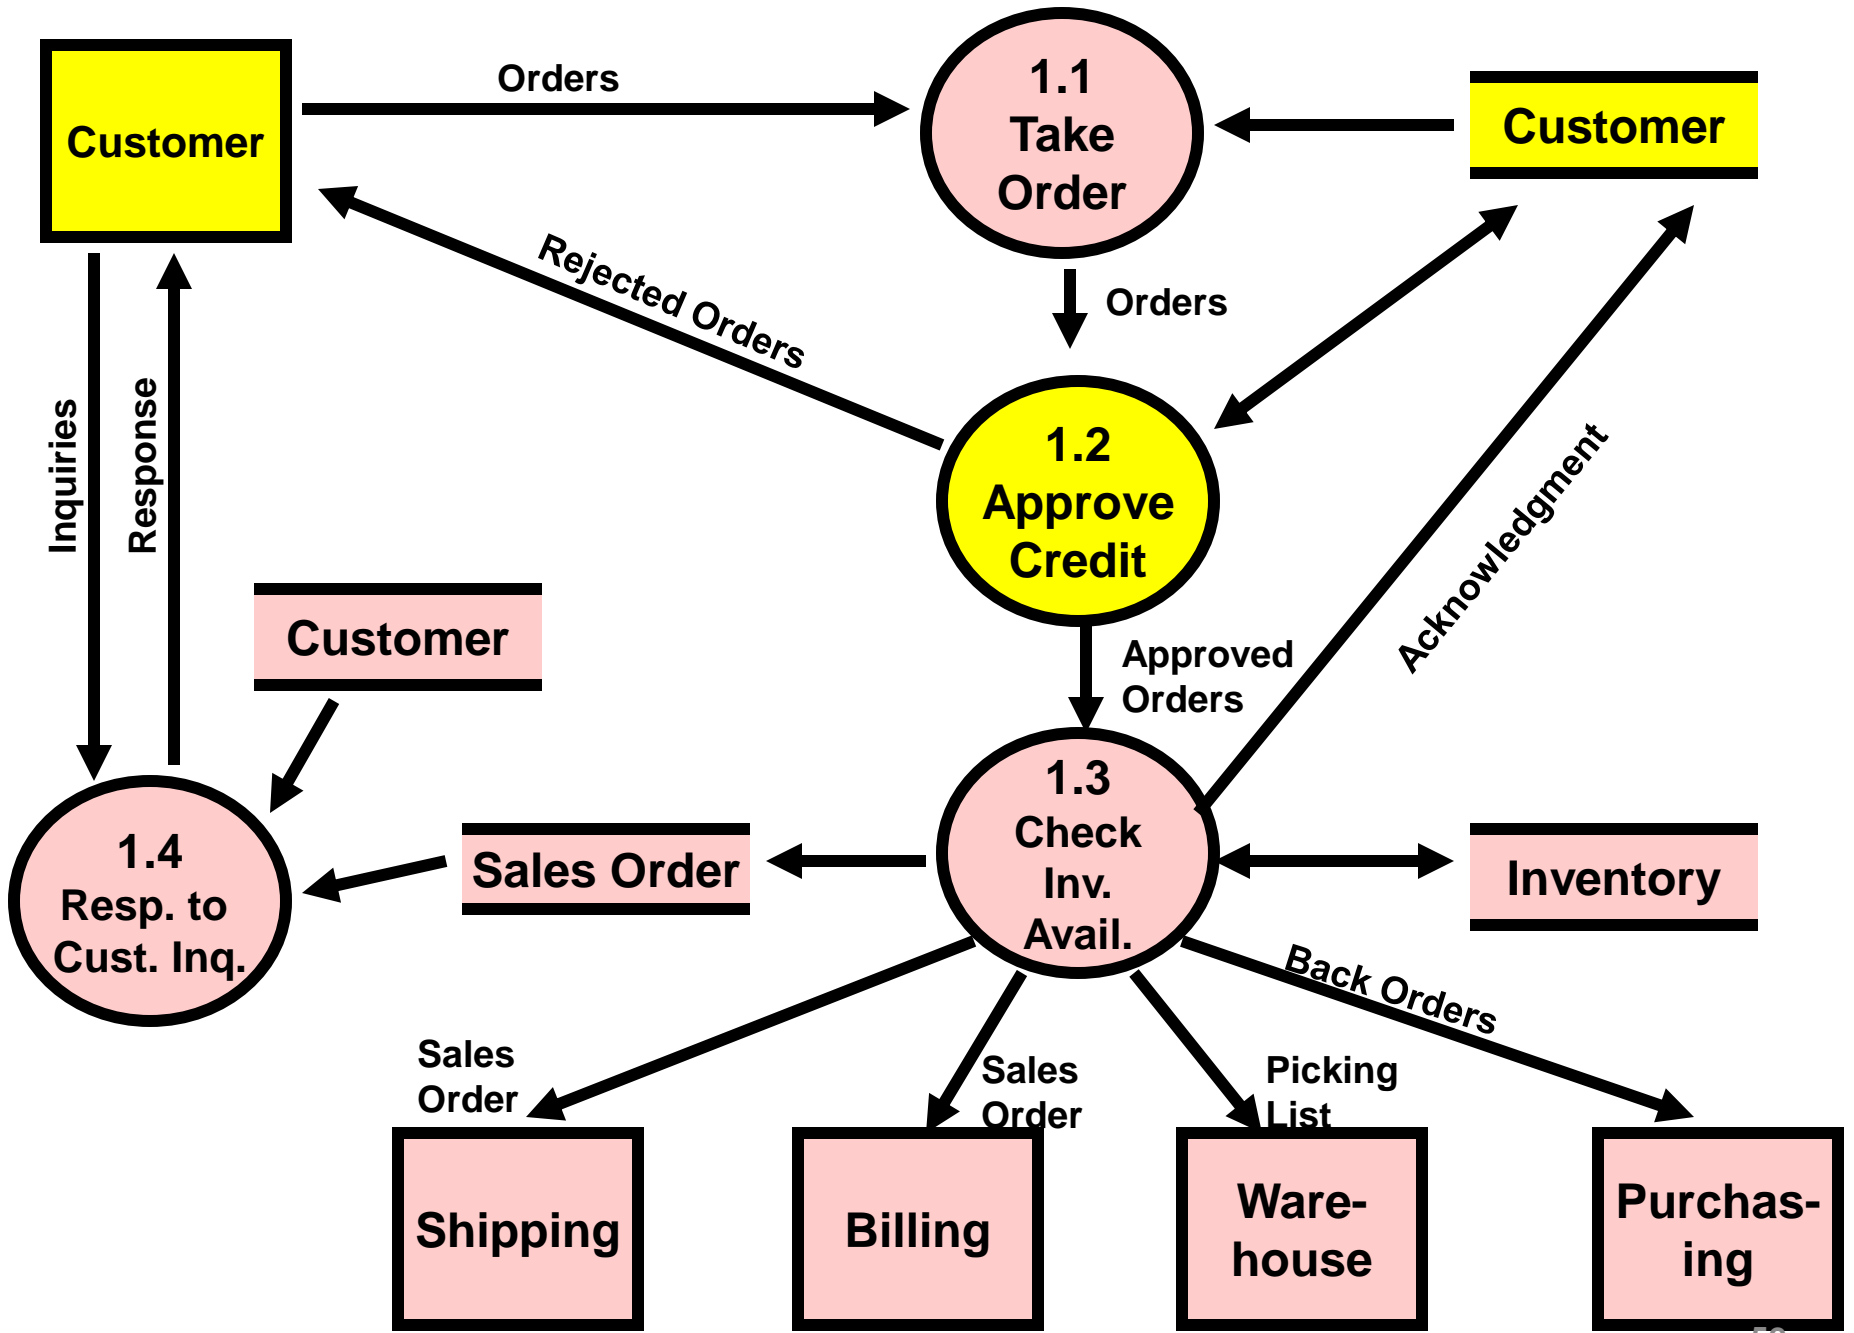 Orders
1.1
Take
Order
Customer
Customer
Rejected Orders
Orders
Inquiries
Response
1.2
Approve
Credit
Acknowledgment
Customer
Approved
Orders
1.3
Check
Inv.
Avail.
1.4
Resp. to
Cust. Inq.
Sales Order
Inventory
Back Orders
Sales
Order
Sales
Order
Picking
List
Shipping
Billing
Ware-
house
Purchas-
ing